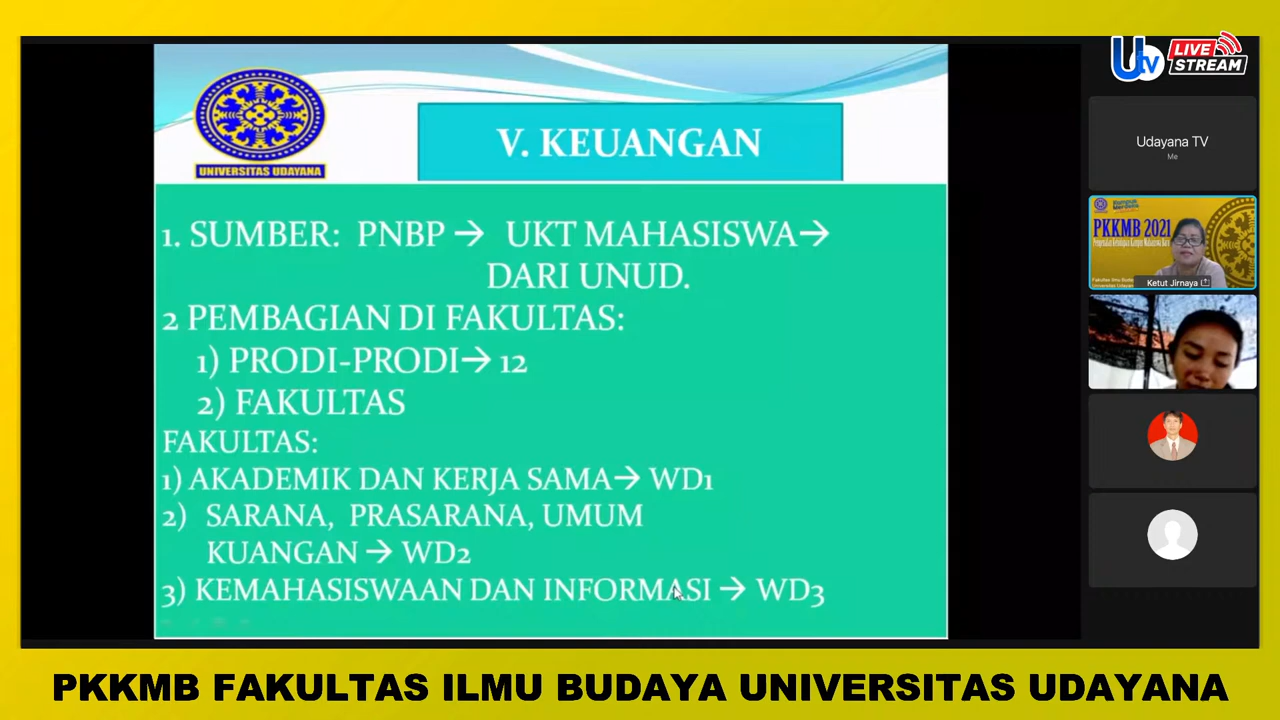 U tv LIVE STREAM
UNIVERSITAS UDAYANA
V. KEUANGAN
1. SUMBER: PNBP → UKT MAHASISWA→
DARI UNUD.
2 PEMBAGIAN DI FAKULTAS:
1) PRODI-PRODI→ 12
2) FAKULTAS
FAKULTAS:
1) AKADEMIK DAN KERJA SAMA→ WD1
2) SARANA, PRASARANA, UMUM
KUANGAN → WD2
3) KEMAHASISWAAN DAN INFORMASI → WD3
Udayana TV
Me
PKKMB 2021
Ketut Jirnaya
PKKMB FAKULTAS ILMU BUDAYA UNIVERSITAS UDAYANA